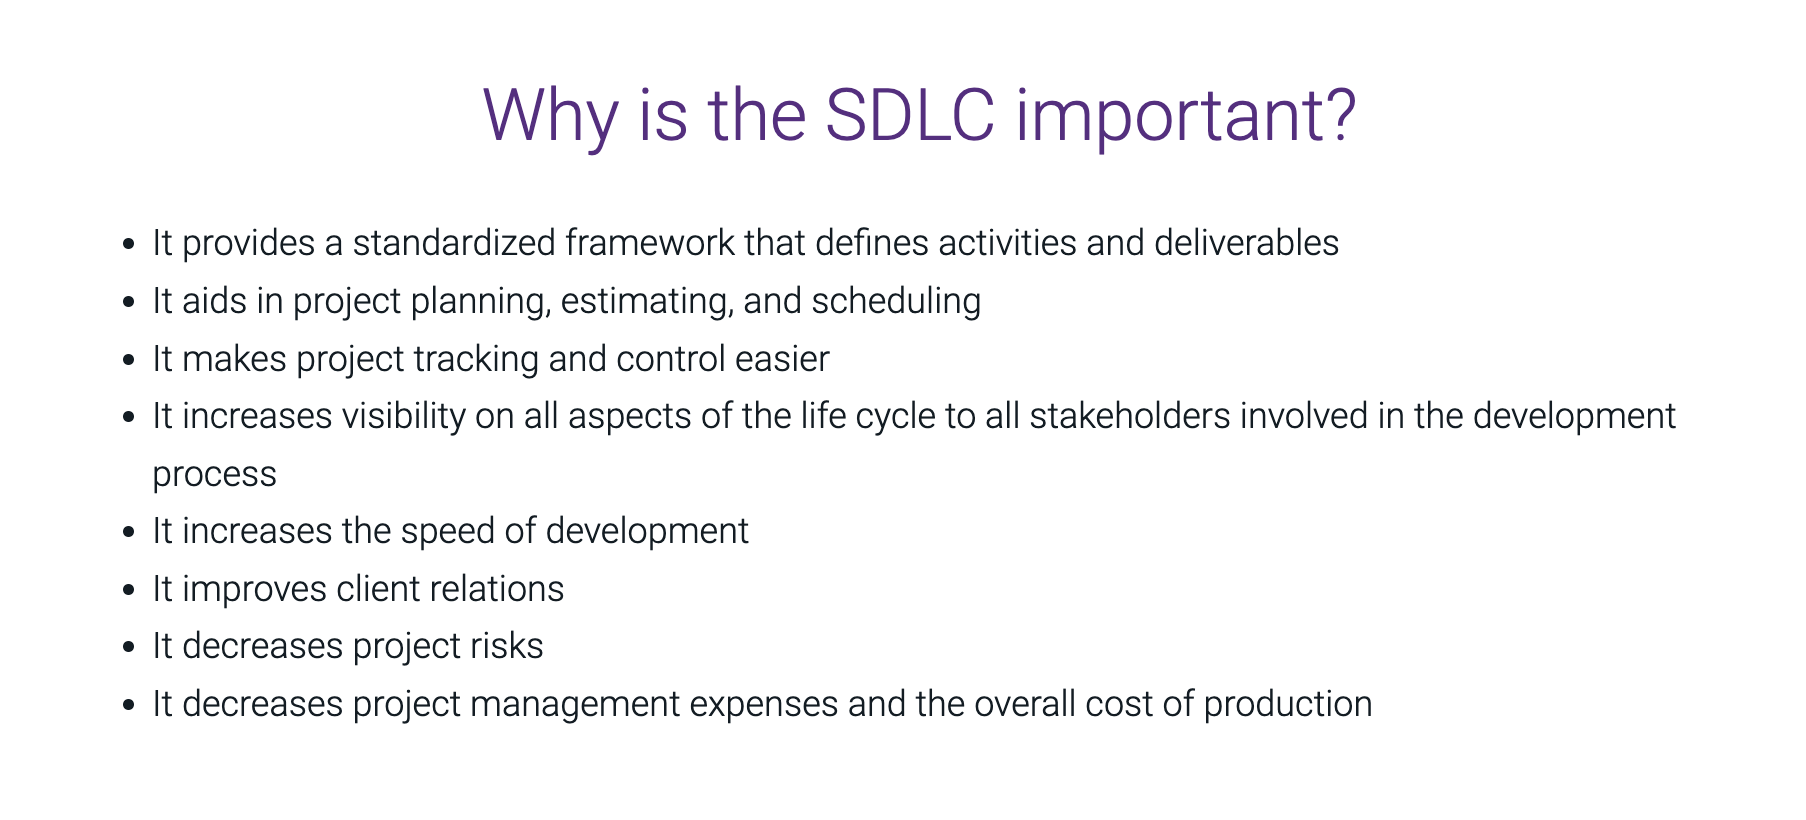 Why is the SDLC important?
• It provides a standardized framework that defines activities and deliverables
• It aids in project planning, estimating, and scheduling
• It makes project tracking and control easier
• It increases visibility on all aspects of the life cycle to all stakeholders involved in the development
process
• It increases the speed of development
• It improves client relations
• It decreases project risks
• It decreases project management expenses and the overall cost of production